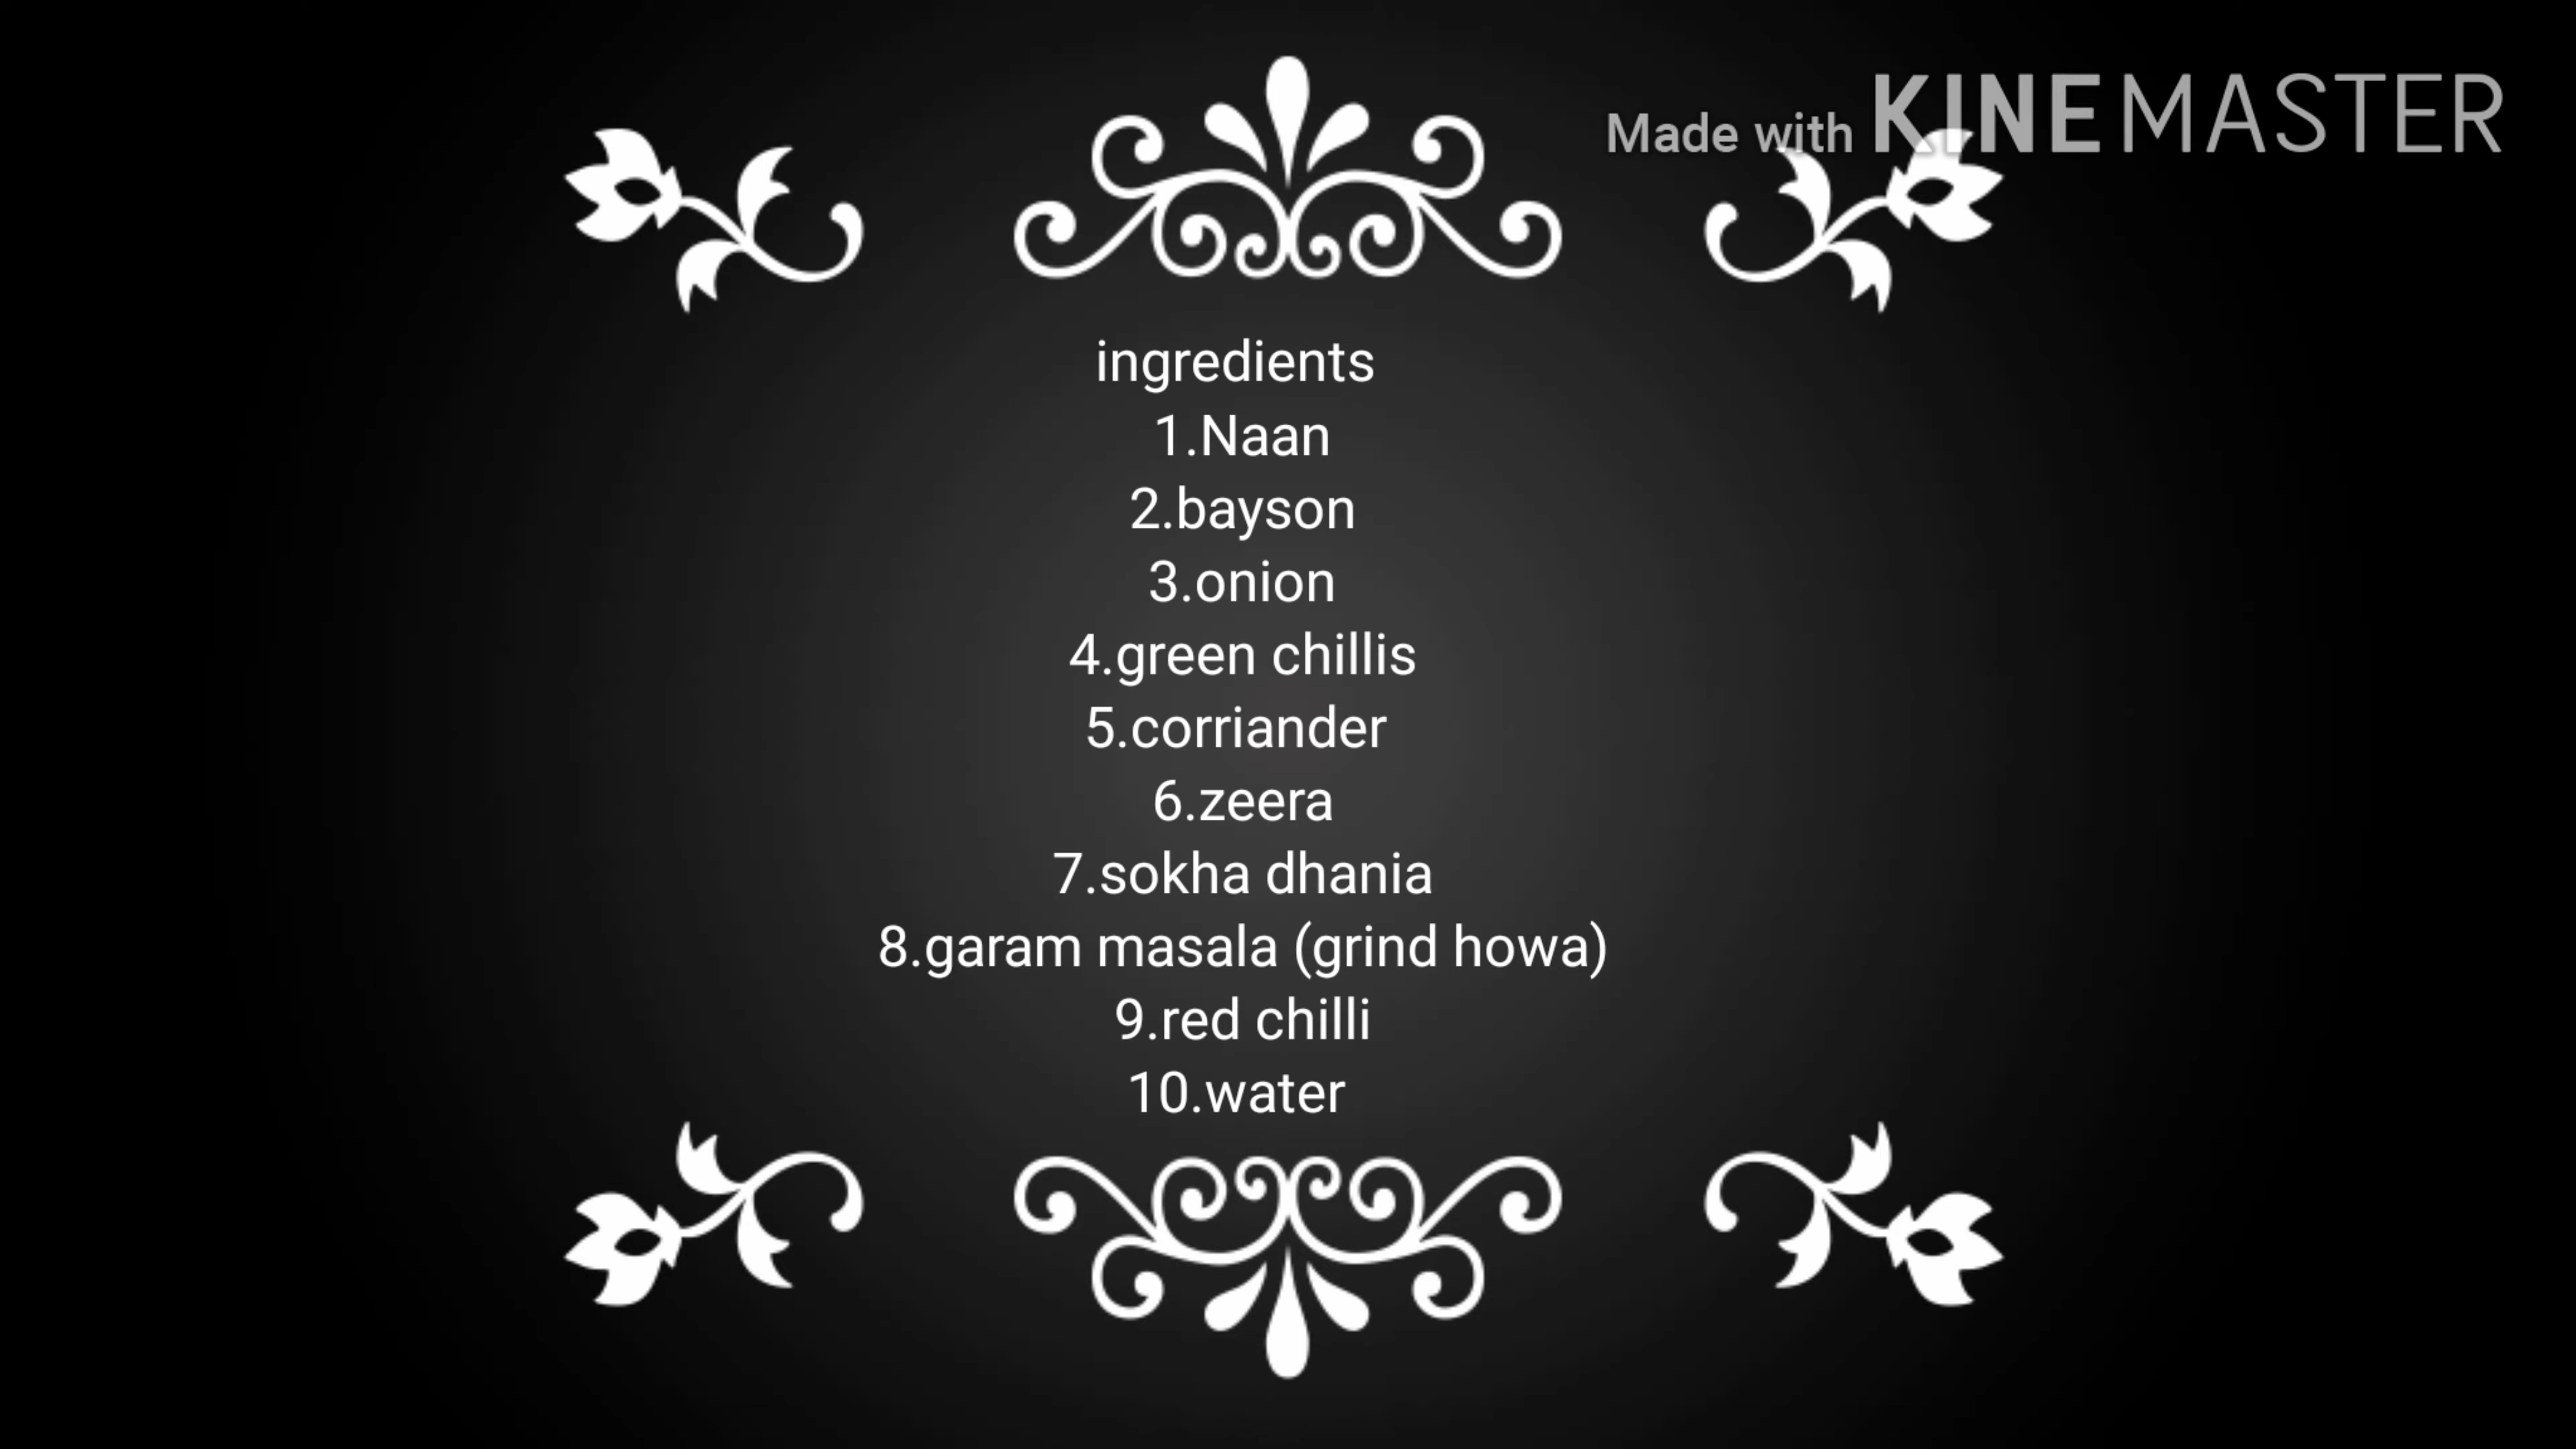 Made with KINEMASTER
ingredients
1.Naan
2.bayson
3.onion
4.green chillis
5.corriander
6.zeera
7.sokha dhania
8.garam masala (grind howa)
9.red chilli
10.water